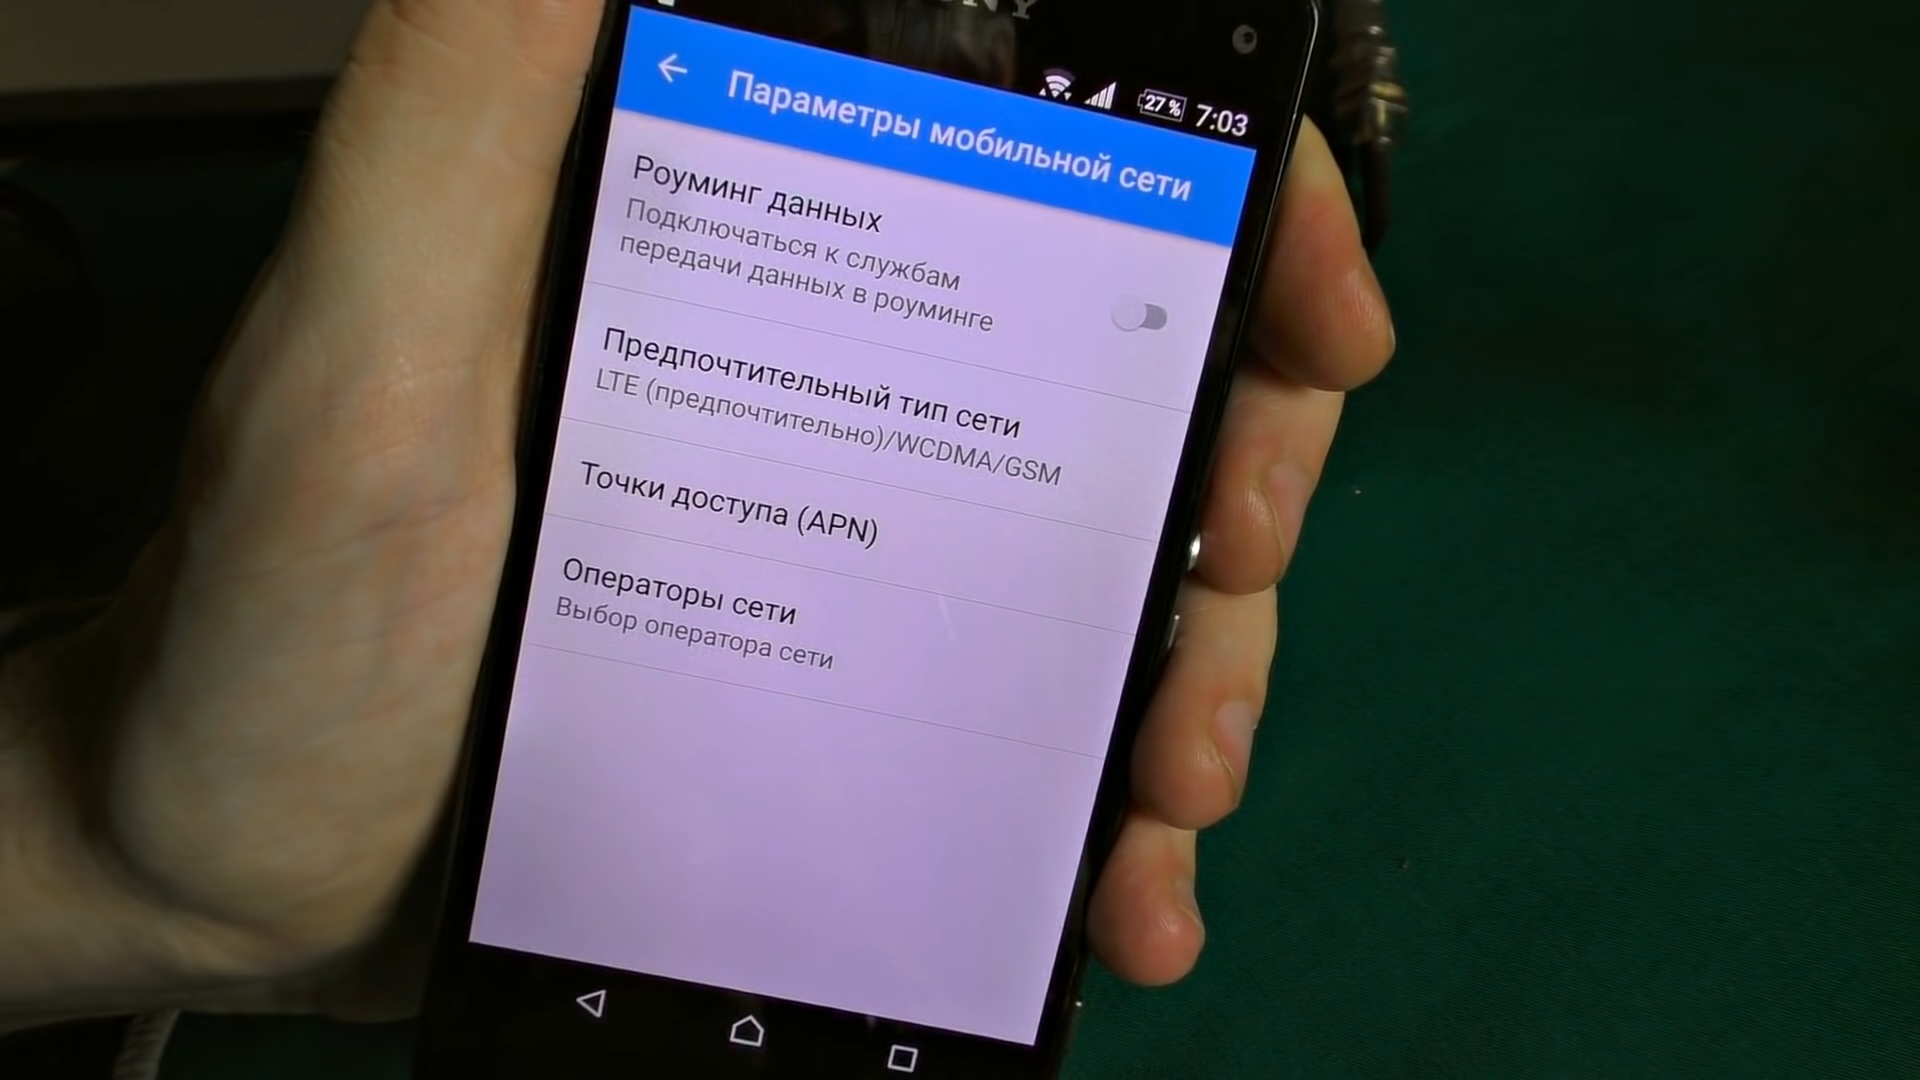 SONY
27% 7:03
Параметры мобильной сети
Роуминг данных
Подключаться к службам
передачи данных в роуминге
Предпочтительный тип сети
LTE (предпочтительно)/WCDMA/GSM
Точки доступа (APN)
Операторы сети
Выбор оператора сети